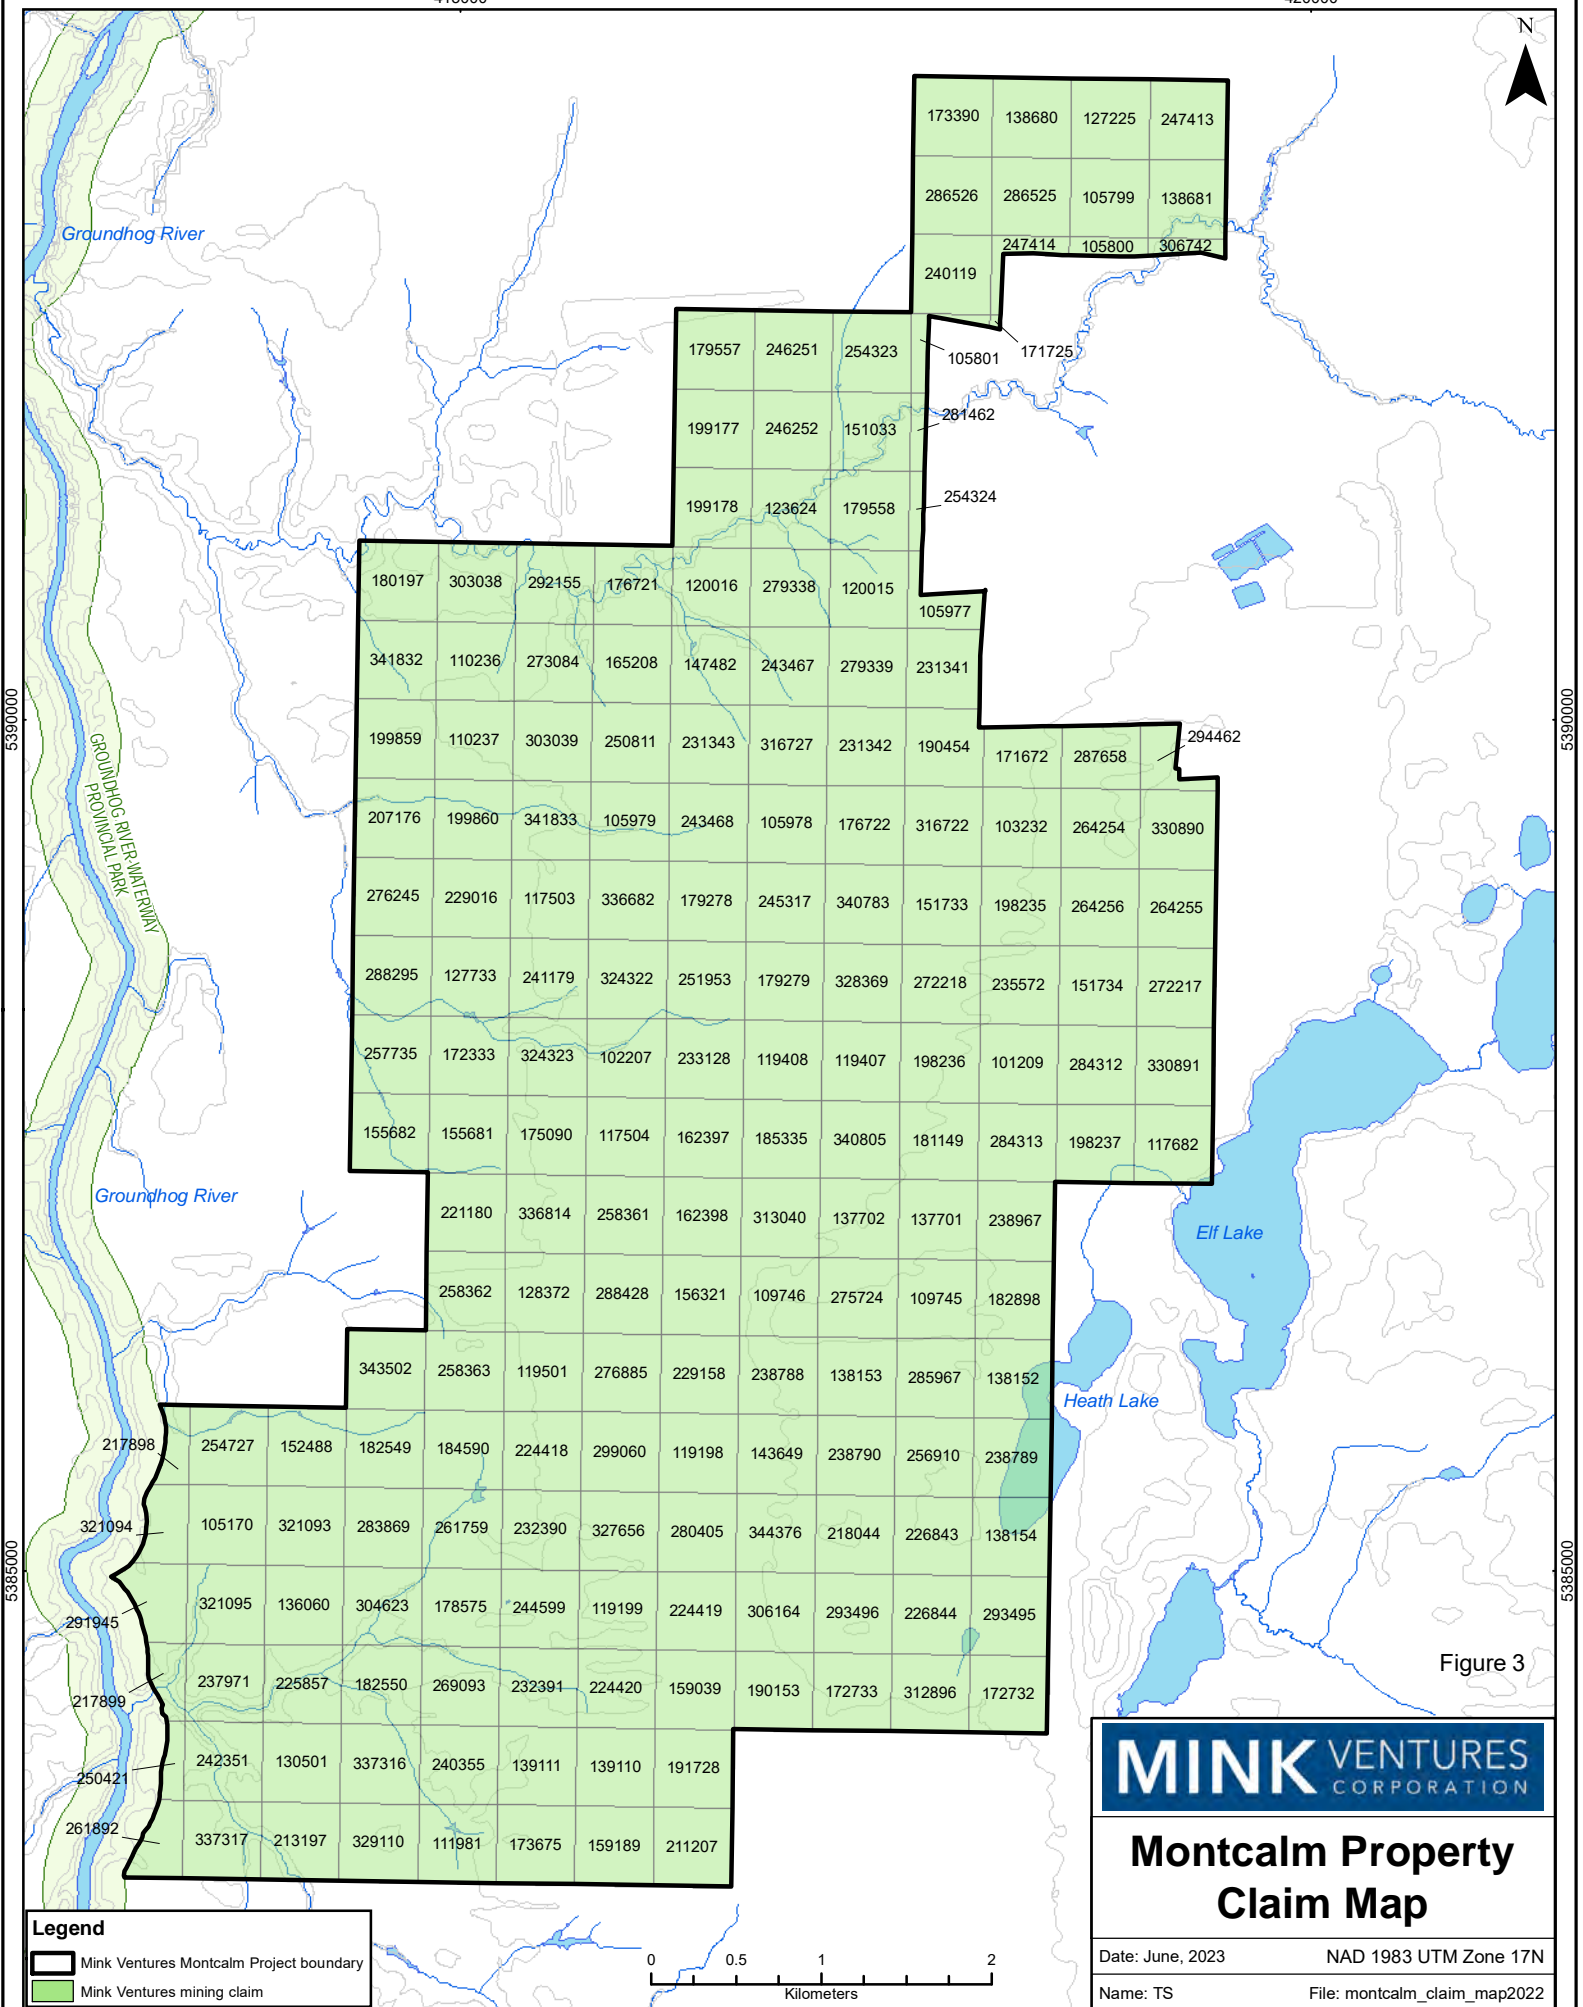 N
173390 138680 127225 247413
286526 286525 105799 138681
Groundhog River
247414 105800 306742
240119
179557 246251 254323 105801 171725
199177 246252 151033 281462
199178 123624 179558 254324
180197 303038 292155 176721 120016 279338 120015
105977
341832 110236 273084 165208 147482 243467 279339 231341
5390000
5390000
199859 110237 303039 250811 231343 316727 231342 190454 171672 287658 294462
GROUNDHOG RIVER-WATERWAY
PROVINCIAL PARK
207176 199860 341833 105979 243468 105978 176722 316722 103232 264254 330890
276245 229016 117503 336682 179278 245317 340783 151733 198235 264256 264255
288295 127733 241179 324322 251953 179279 328369 272218 235572 151734 272217
257735 172333 324323 102207 233128 119408 119407 198236 101209 284312 330891
155682 155681 175090 117504 162397 185335 340805 181149 284313 198237 117682
Groundhog River
221180 336814 258361 162398 313040 137702 137701 238967
Elf Lake
258362 128372 288428 156321 109746 275724 109745 182898
343502 258363 119501 276885 229158 238788 138153 285967 138152
Heath Lake
217898 254727 152488 182549 184590 224418 299060 119198 143649 238790 256910 238789
321094 105170 321093 283869 261759 232390 327656 280405 344376 218044 226843 138154
5385000
5385000
291945 321095 136060 304623 178575 244599 119199 224419 306164 293496 226844 293495
Figure 3
217899 237971 225857 182550 269093 232391 224420 159039 190153 172733 312896 172732
250421 242351 130501 337316 240355 139111 139110 191728
261892 337317 213197 329110 111981 173675 159189 211207
MINK VENTURES
CORPORATION
Montcalm Property
Claim Map
Date: June, 2023 NAD 1983 UTM Zone 17N
Name: TS File: montcalm_claim_map2022
Legend
Mink Ventures Montcalm Project boundary
Mink Ventures mining claim
0 0.5 1 2
Kilometers